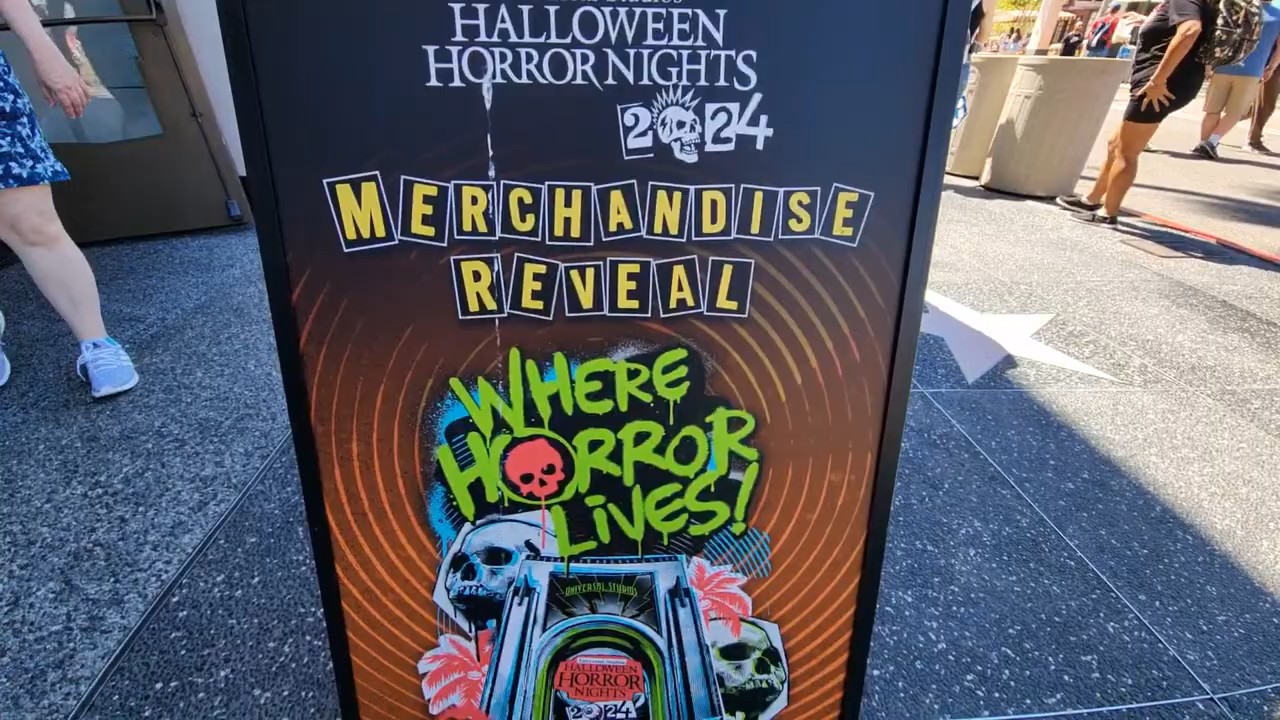 HALLOWEEN
HORROR NIGHTS
2024
MERCHANDISE
REVEAL
WHERE
HORROR
LiVES!
UNIVERSAL STUDIOS
HALLOWEEN
HORROR
NIGHTS
2024